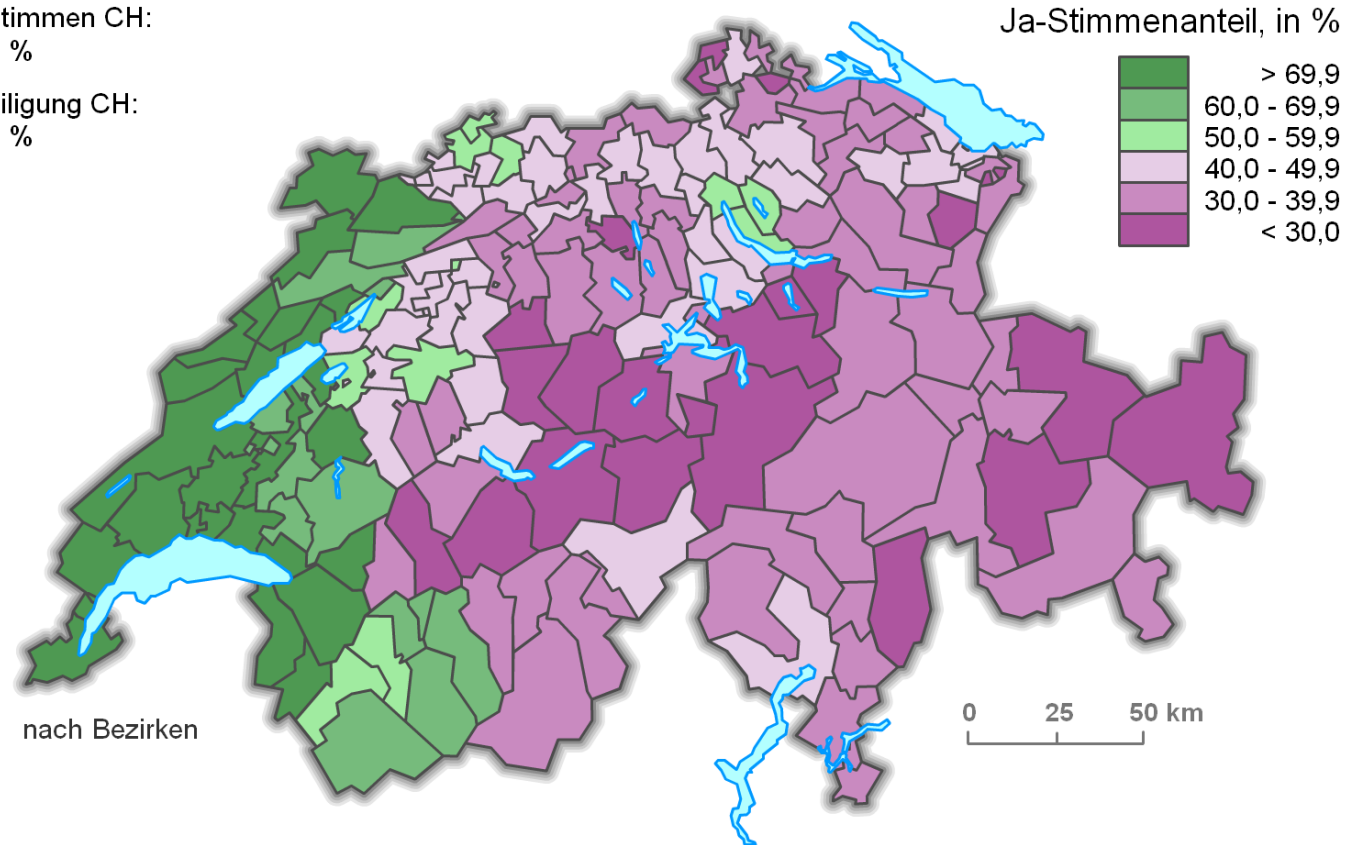 timmen CH:
%
iligung CH:
%
Ja-Stimmenanteil, in %
> 69,9
60,0 - 69,9
50,0 - 59,9
40,0 - 49,9
30,0 - 39,9
< 30,0
nach Bezirken
0 25 50 km